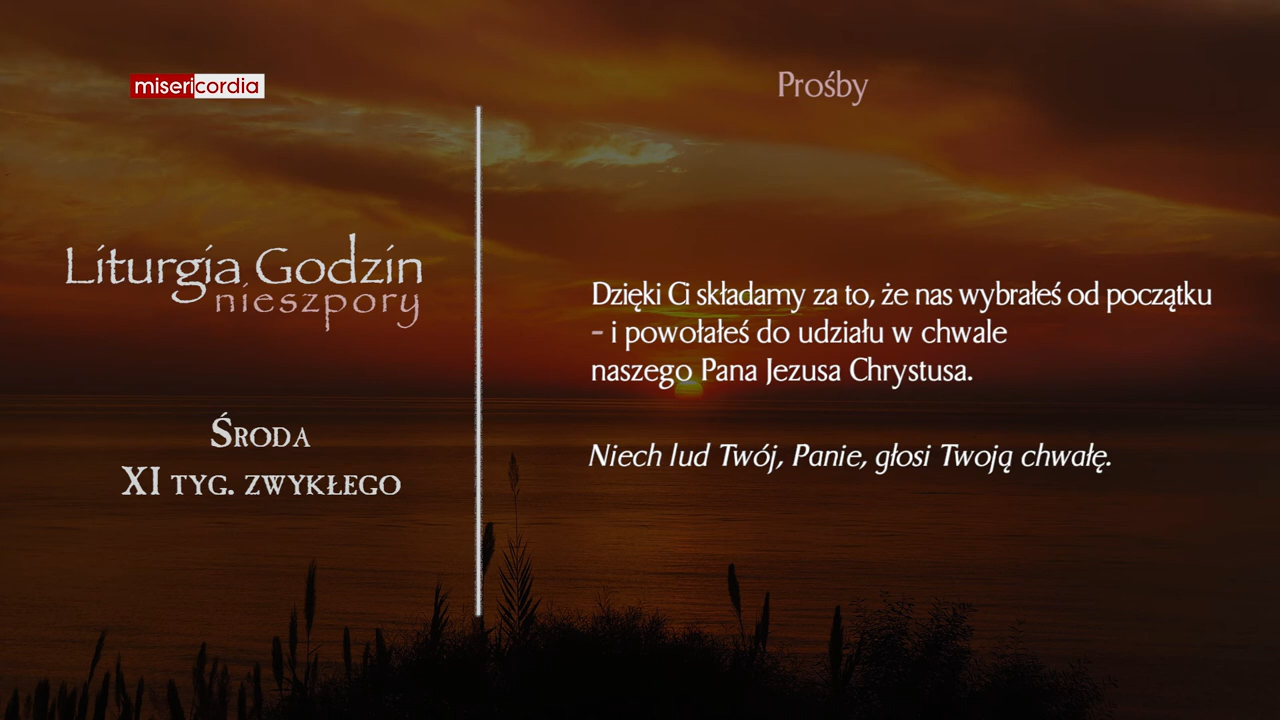 misericordia
Prośby
Liturgia Godzin
nieszpory
Środa
XI tyg. zwykłego
Dzięki Ci składamy za to, że nas wybrałeś od początku
- i powołałeś do udziału w chwale
naszego Pana Jezusa Chrystusa.
Niech lud Twój, Panie, głosi Twoją chwałę.